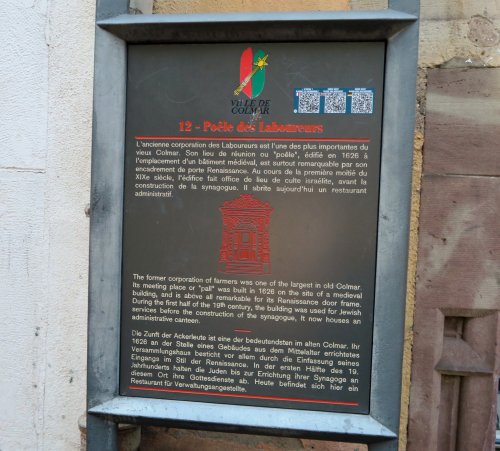 VILLE DE
COLMAR
12 - Poêle des Laboureurs
L'ancienne corporation des Laboureurs est l'une des plus importantes du
vieux Colmar. Son lieu de réunion ou "poêle", édifié en 1626 à
l'emplacement d'un bâtiment médiéval, est surtout remarquable par son
encadrement de porte Renaissance. Au cours de la première moitié du
XIXe siècle, l'édifice fait office de lieu de culte israélite, avant la
construction de la synagogue. Il abrite aujourd'hui un restaurant
administratif.
The former corporation of farmers was one of the largest in old Colmar.
Its meeting place or "pall" was built in 1626 on the site of a medieval
building, and is above all remarkable for its Renaissance door frame.
During the first half of the 19th century, the building was used for Jewish
services before the construction of the synagogue, It now houses an
administrative canteen.
Die Zunft der Ackerleute ist eine der bedeutendsten im alten Colmar. Ihr
1626 an der Stelle eines Gebäudes aus dem Mittelalter errichtetes
Versammlungshaus besticht vor allem durch die Einfassung seines
Eingangs im Stil der Renaissance. In der ersten Hälfte des 19.
Jahrhunderts halten die Juden bis zur Errichtung ihrer Synagoge an
diesem Ort ihre Gottesdienste ab. Heute befindet sich hier ein
Restaurant für Verwaltungsangestellte.